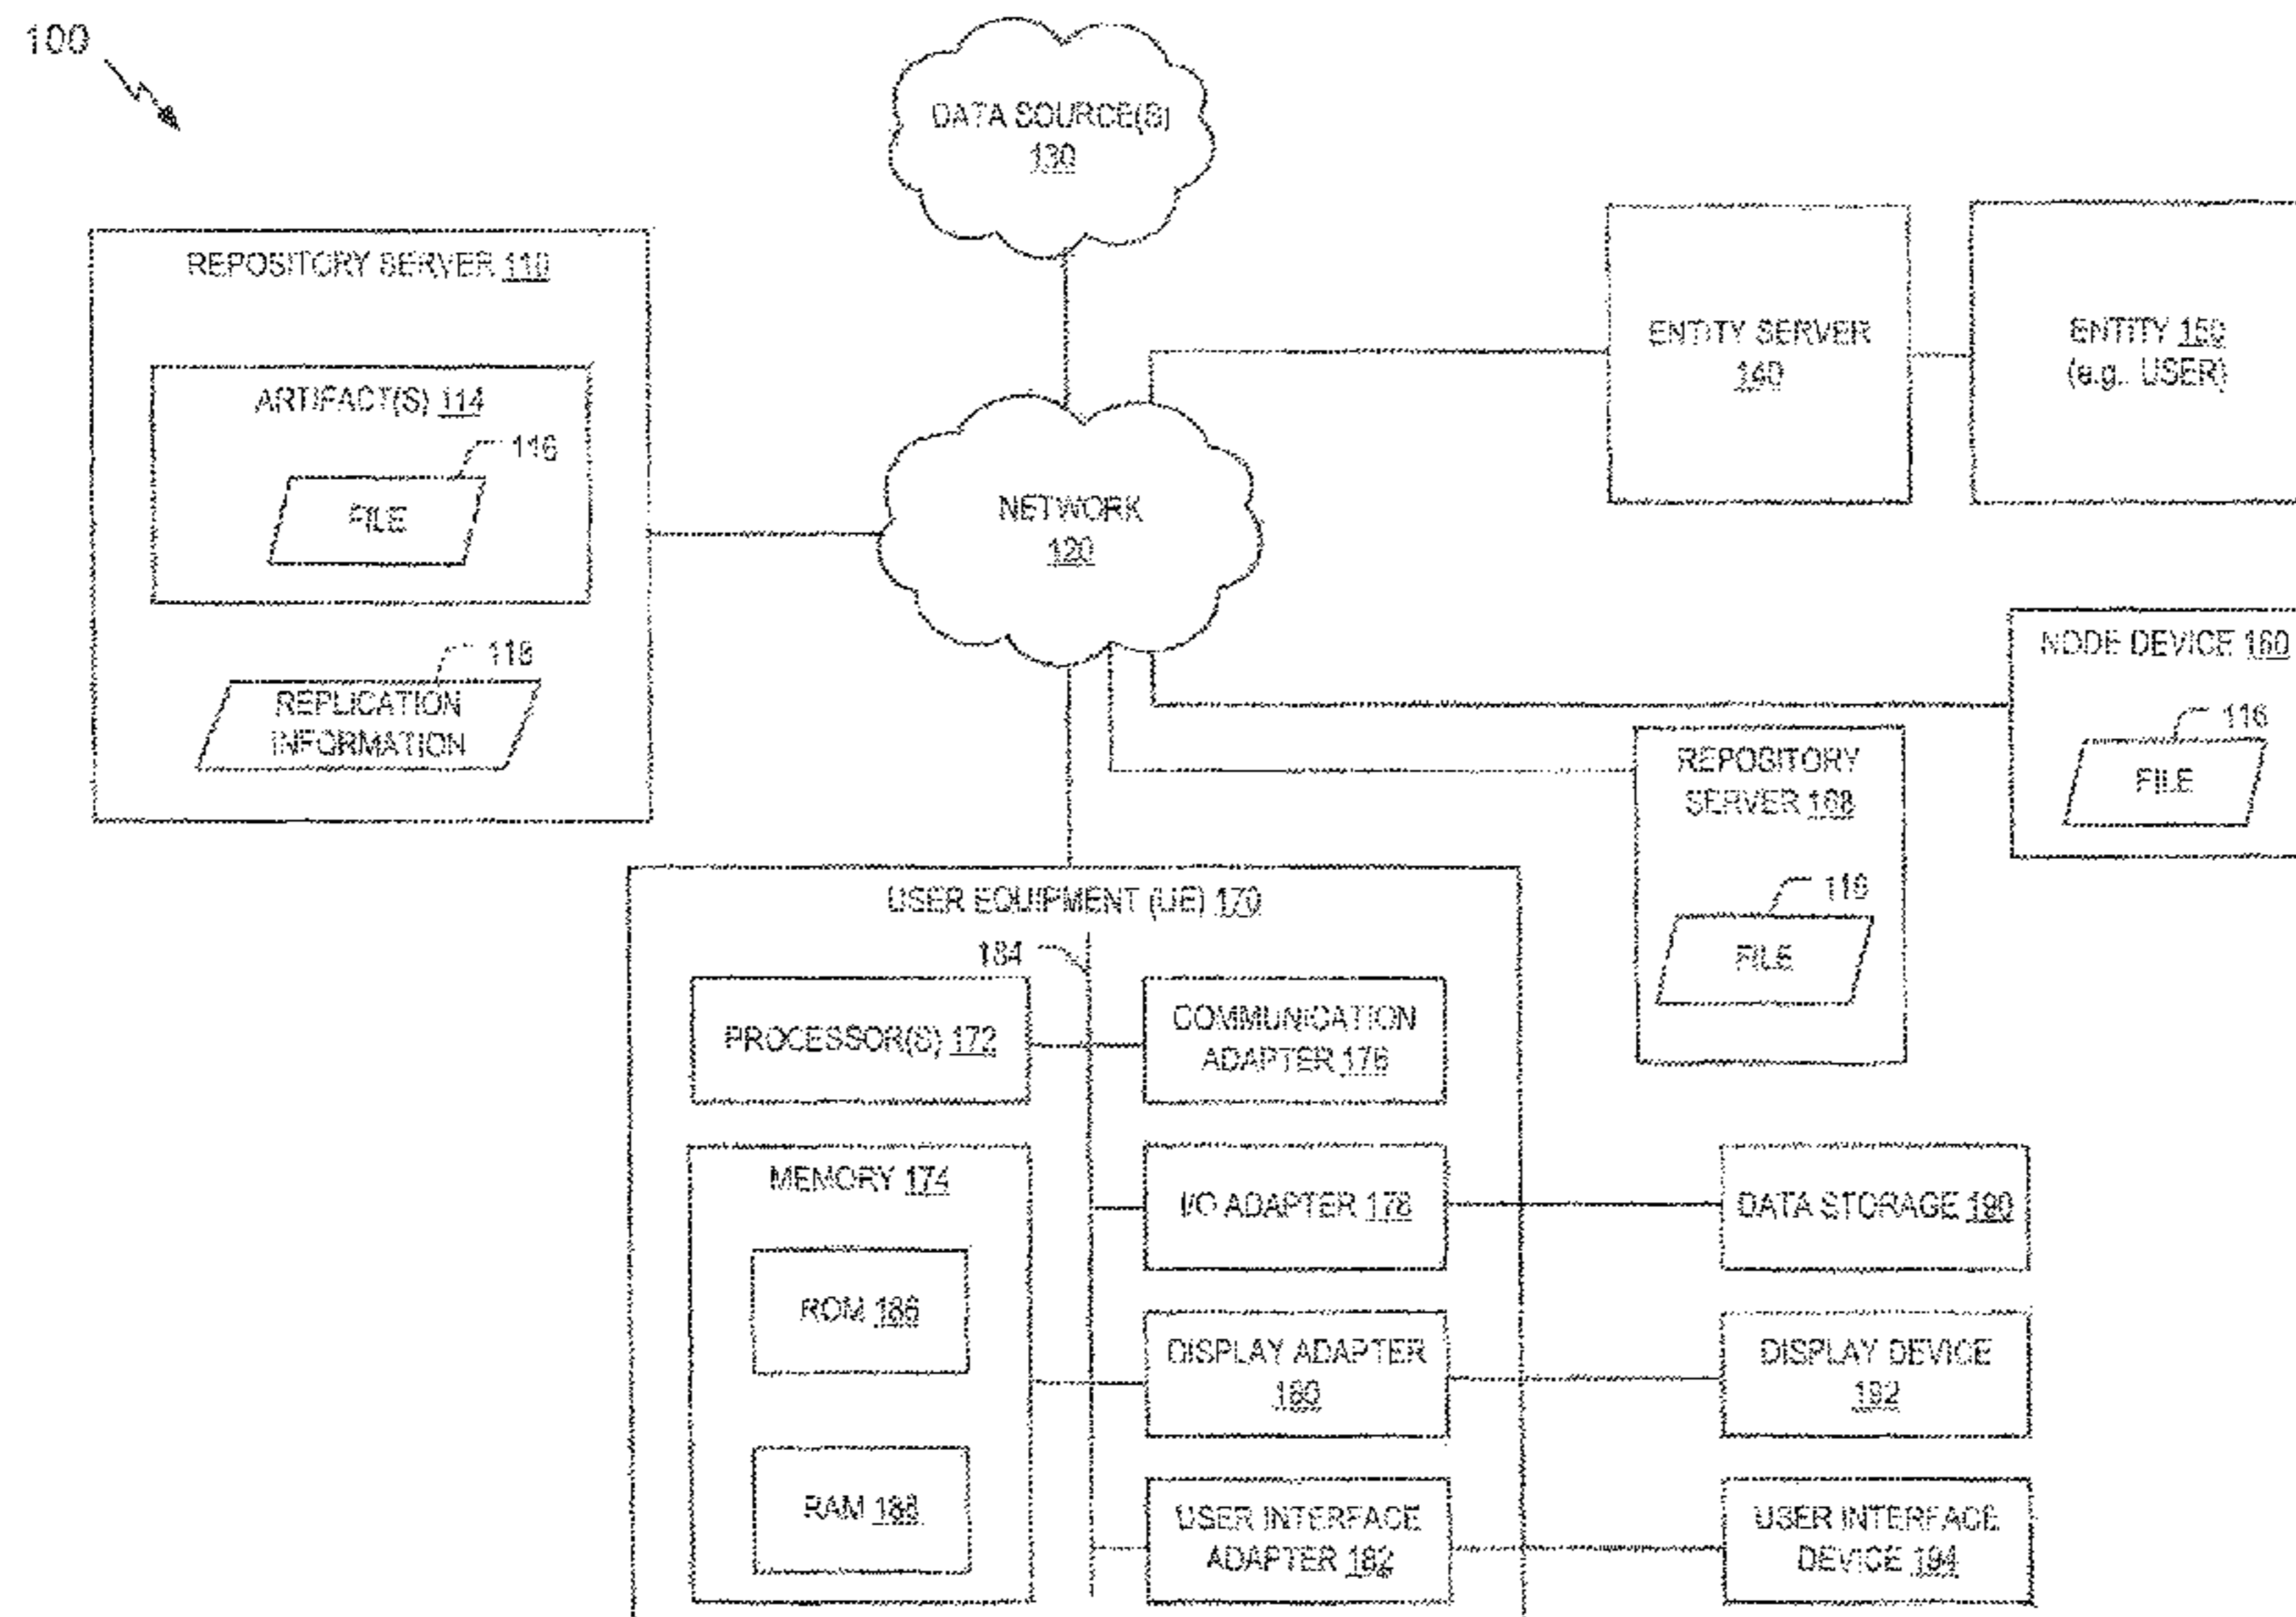 100
DATA SOURCE(S)
130
REPOSITORY SERVER 110
ARTIFACT(S) 114
116
FILE
118
REPLICATION
INFORMATION
NETWORK
120
ENTITY SERVER
140
ENTITY 150
(e.g., USER)
NODE DEVICE 160
116
FILE
REPOSITORY
SERVER 168
116
FILE
USER EQUIPMENT (UE) 170
184
PROCESSOR(S) 172
COMMUNICATION
ADAPTER 176
MEMORY 174
ROM 186
RAM 188
I/O ADAPTER 178
DISPLAY ADAPTER
180
USER INTERFACE
ADAPTER 182
DATA STORAGE 190
DISPLAY DEVICE
192
USER INTERFACE
DEVICE 194